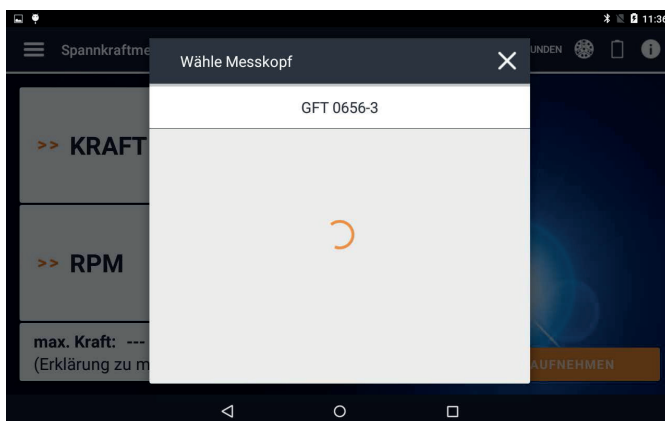 11:36
Spannkraftme
Wähle Messkopf
UNDEN
GFT 0656-3
>> KRAFT
>> RPM
max. Kraft: ---
(Erklärung zu m
AUFNEHMEN